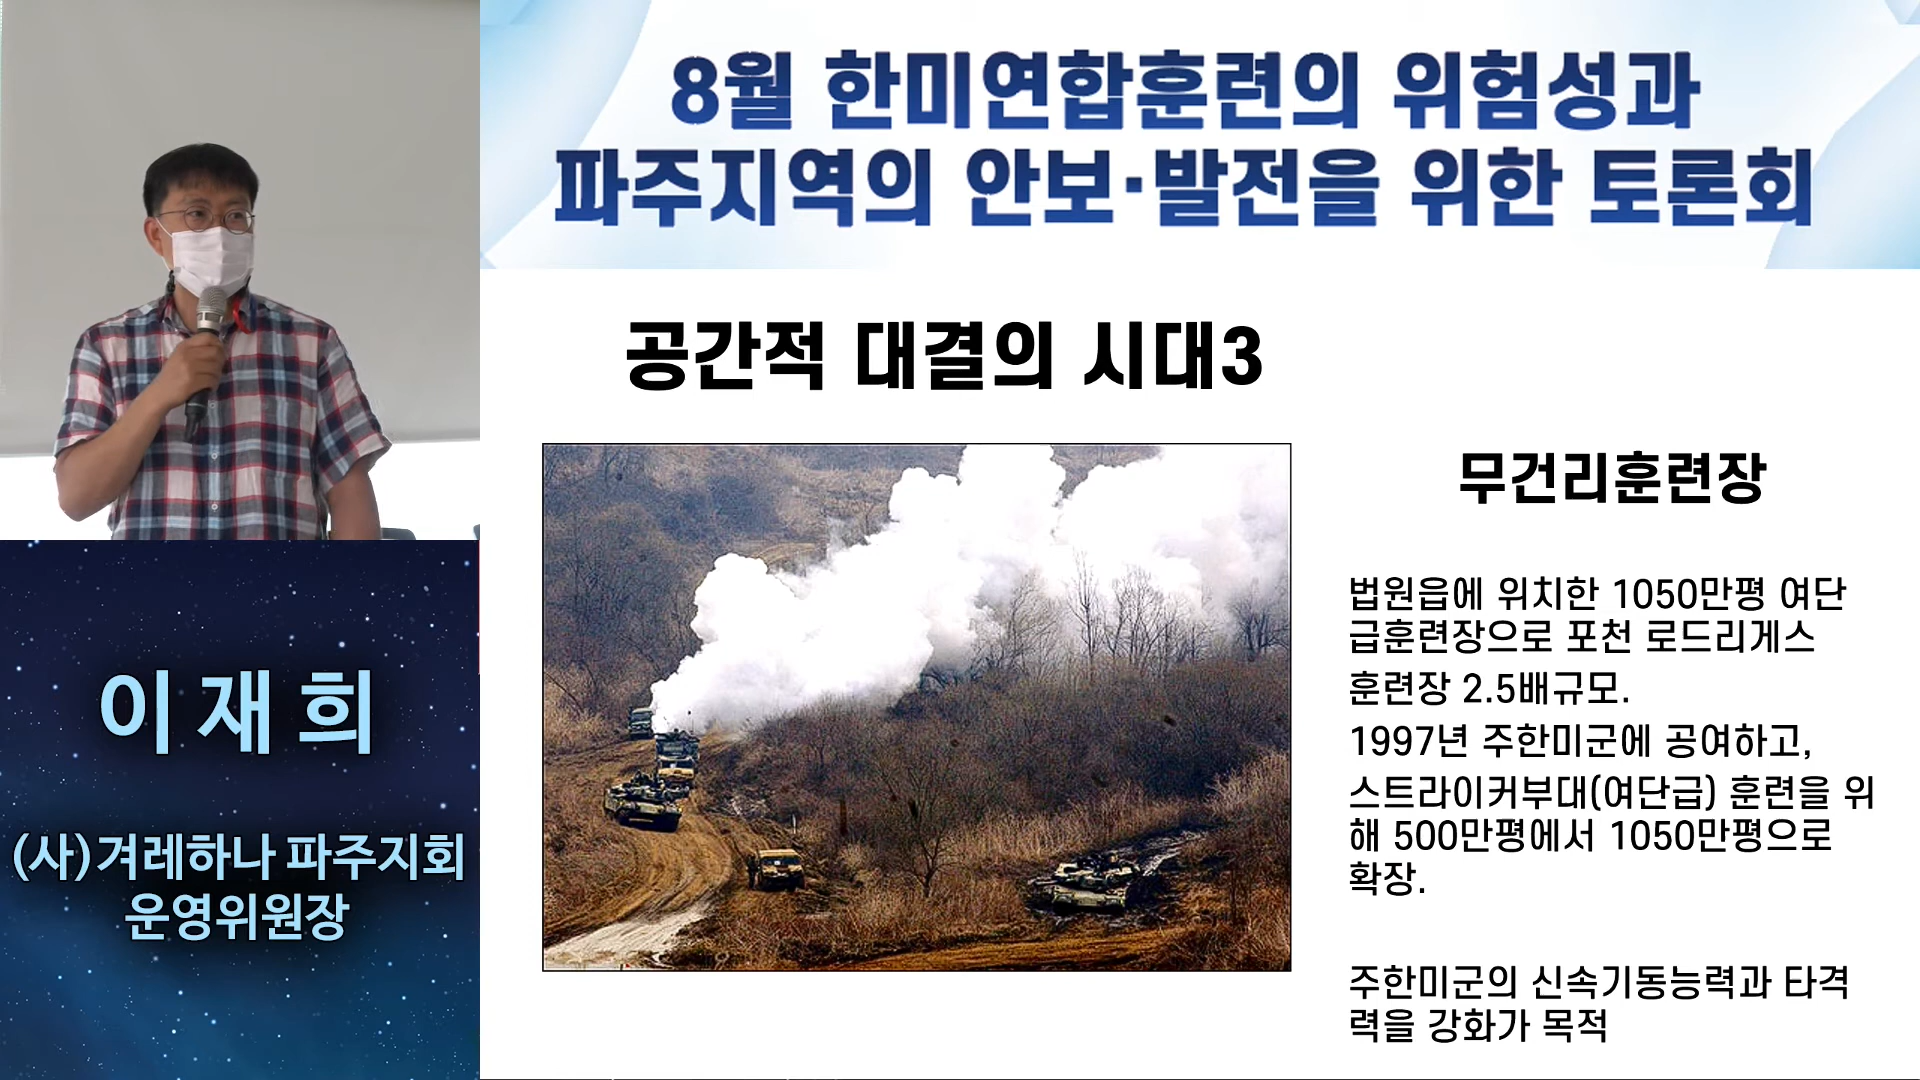 8월 한미연합훈련의 위험성과
파주지역의 안보·발전을 위한 토론회
공간적 대결의 시대3
무건리훈련장
법원읍에 위치한 1050만평 여단
급훈련장으로 포천 로드리게스
훈련장 2.5배규모.
1997년 주한미군에 공여하고,
스트라이커부대(여단급) 훈련을 위
해 500만평에서 1050만평으로
확장.
주한미군의 신속기동능력과 타격
력을 강화가 목적
이재희
(사)겨레하나 파주지회
운영위원장